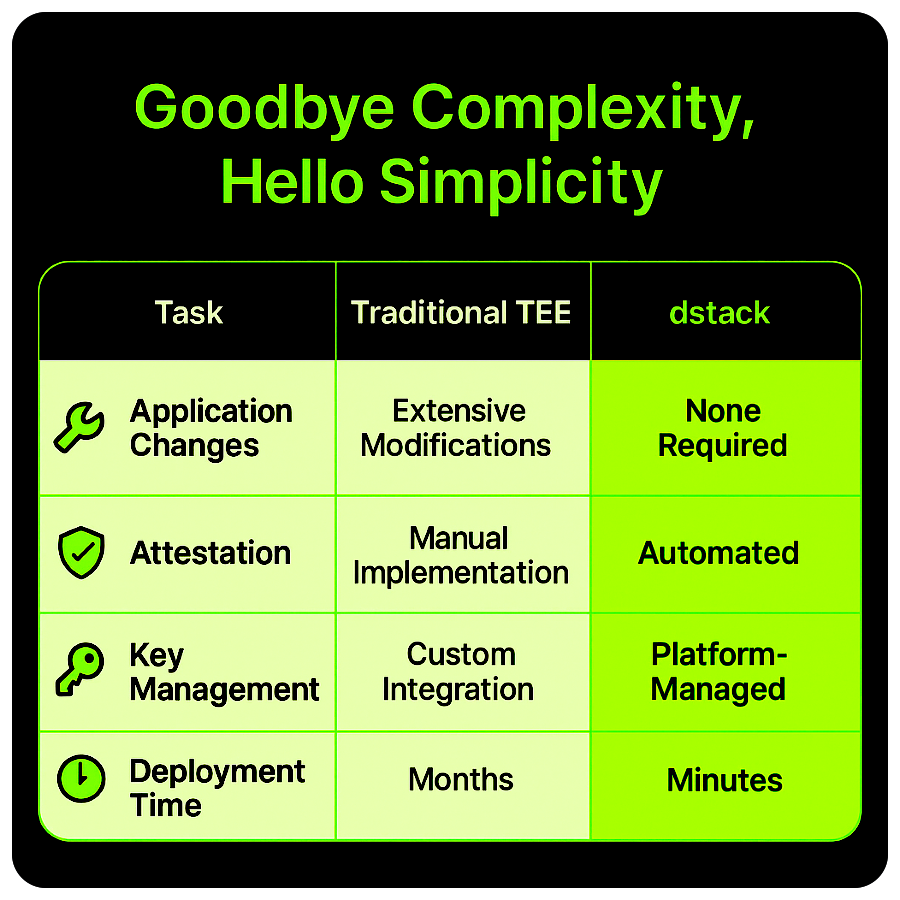 Goodbye Complexity,
Hello Simplicity
Task
Traditional TEE
dstack
Application
Changes
Extensive
Modifications
None
Required
Attestation
Manual
Implementation
Automated
Key
Management
Custom
Integration
Platform-
Managed
Deployment
Time
Months
Minutes